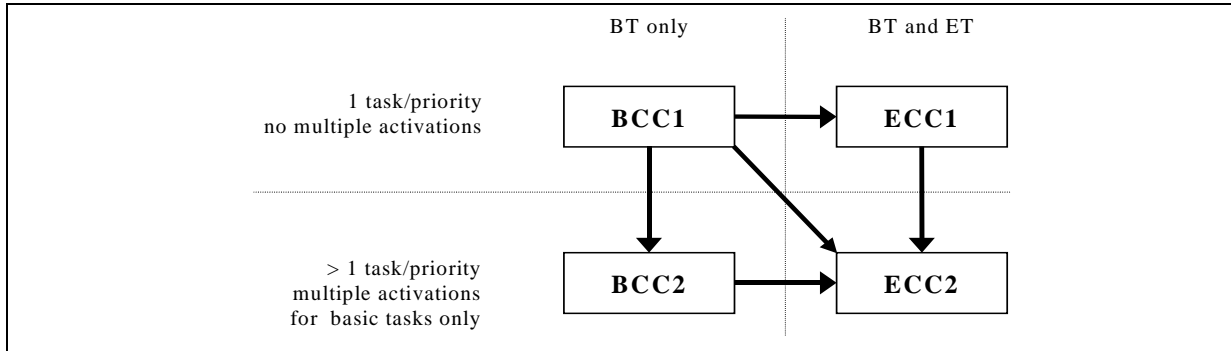 BT only
BT and ET
1 task/priority
no multiple activations
BCC1
ECC1
> 1 task/priority
multiple activations
for basic tasks only
BCC2
ECC2